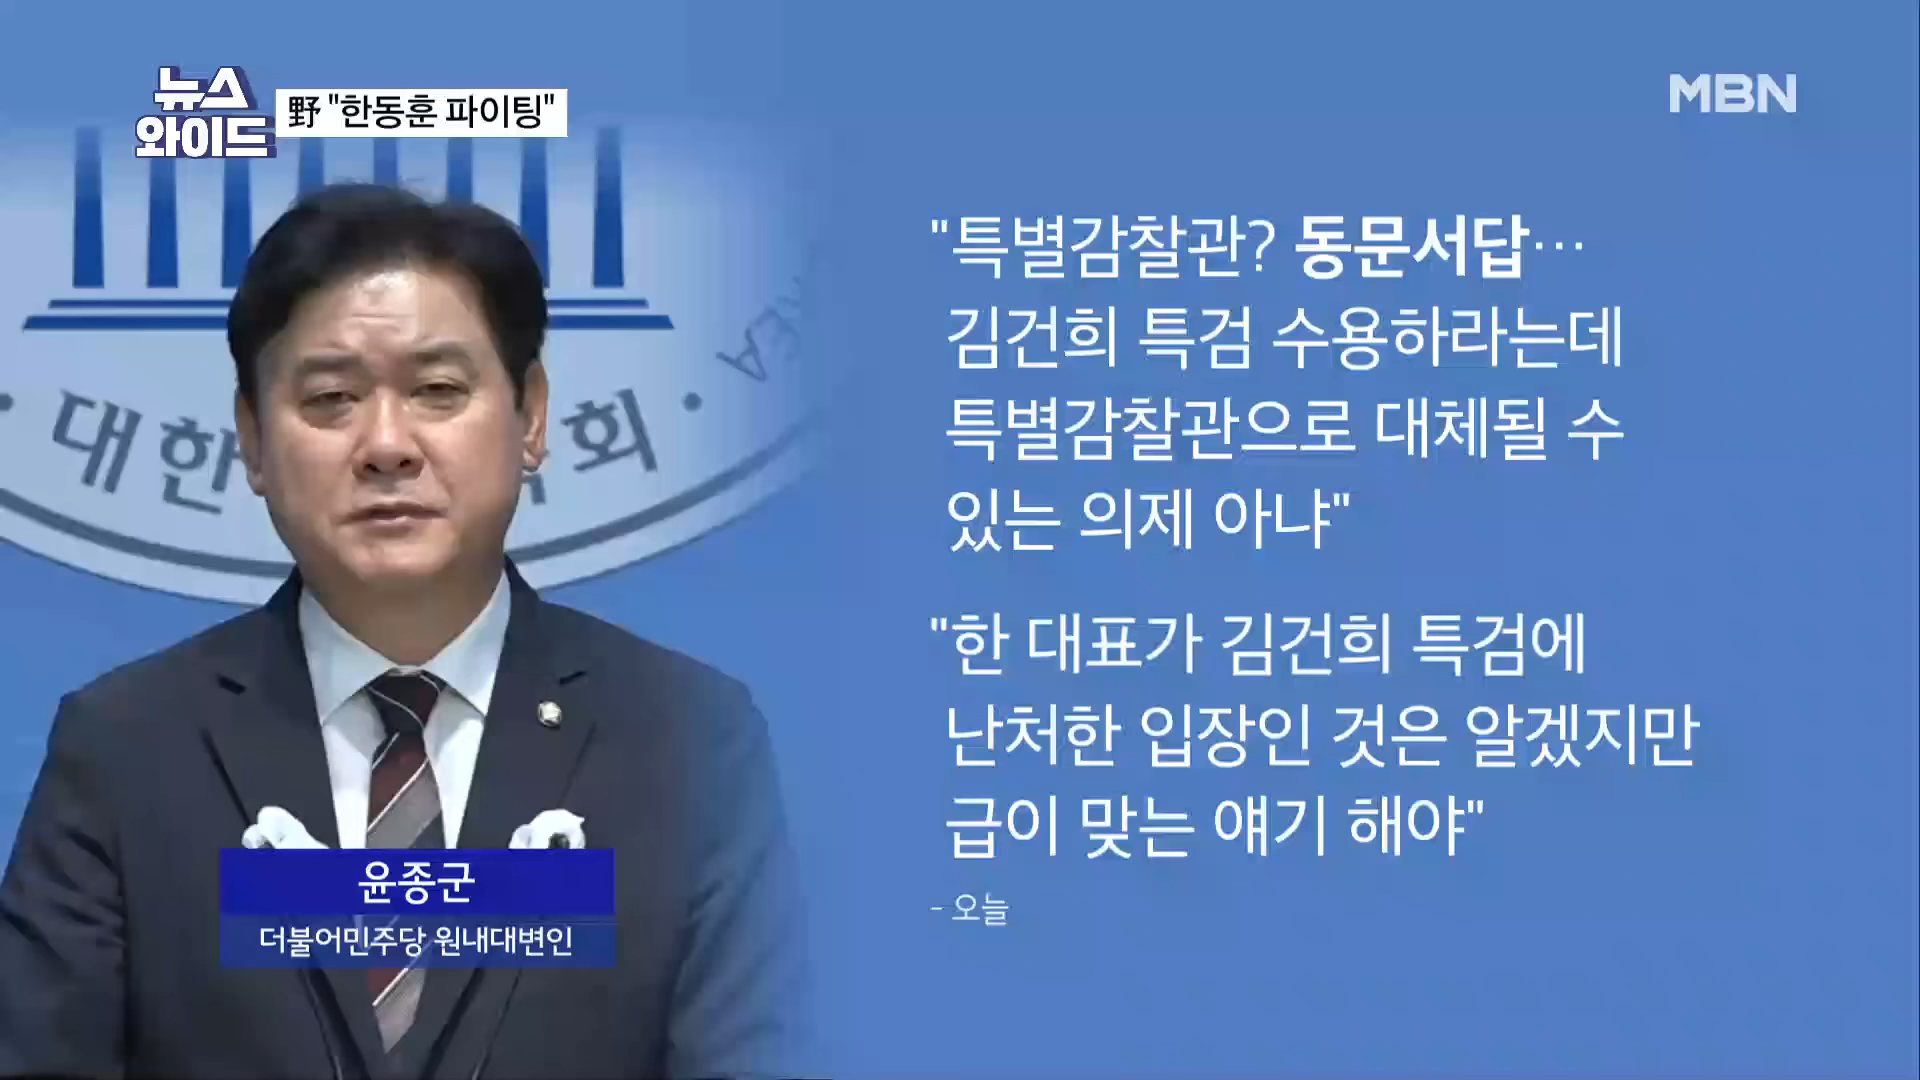 뉴스
와이드
野 "한동훈 파이팅"
MBN
"특별감찰관? 동문서답…
김건희 특검 수용하라는데
특별감찰관으로 대체될 수
있는 의제 아냐"
"한 대표가 김건희 특검에
난처한 입장인 것은 알겠지만
급이 맞는 얘기 해야"
- 오늘
대한 회
윤종군
더불어민주당 원내대변인